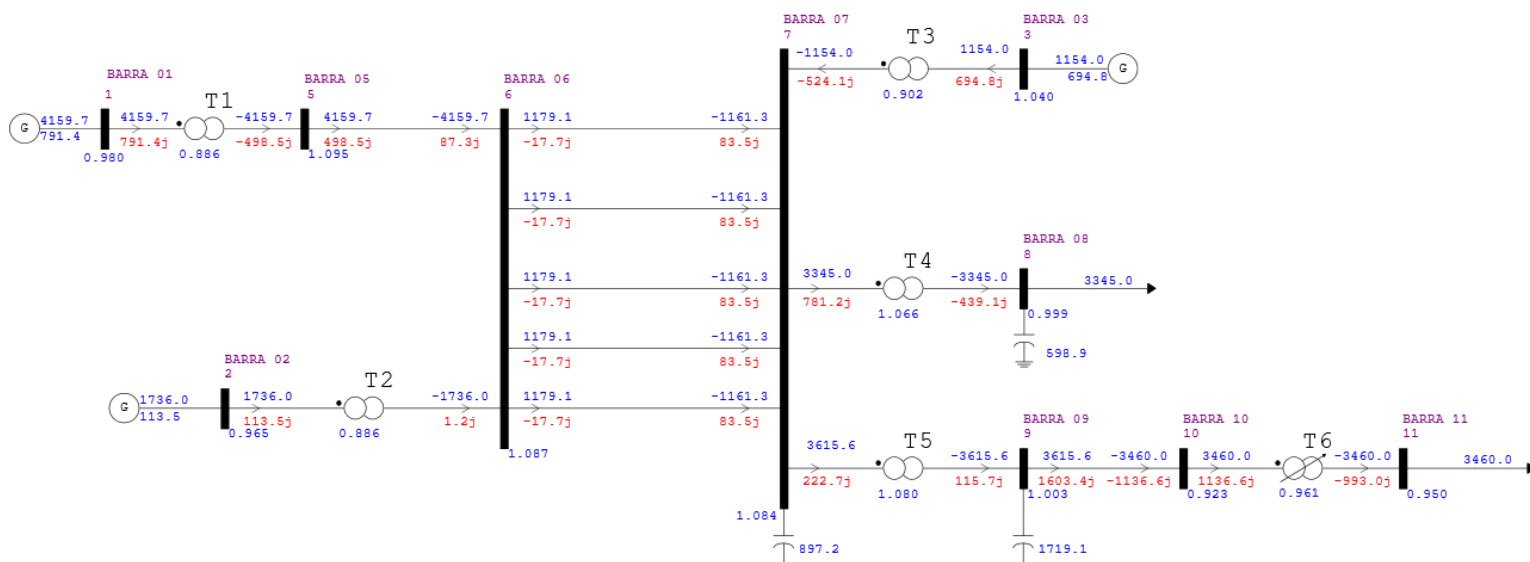 BARRA 07
7
T3
BARRA 03
3
-1154.0
-524.1j
0.902
1154.0
694.8j
1.040
1154.0
694.8
G
BARRA 01
1
T1
BARRA 05
5
BARRA 06
6
G
4159.7
791.4
0.980
4159.7
791.4j
0.886
-4159.7
-498.5j
1.095
4159.7
498.5j
-4159.7
87.3j
1179.1
-17.7j
-1161.3
83.5j
1179.1
-17.7j
-1161.3
83.5j
1179.1
-17.7j
-1161.3
83.5j
3345.0
781.2j
T4
1.066
-3345.0
-439.1j
BARRA 08
8
0.999
3345.0
598.9
1179.1
-17.7j
-1161.3
83.5j
BARRA 02
2
T2
G
1736.0
113.5
0.965
1736.0
113.5j
0.886
-1736.0
1.2j
1179.1
-17.7j
-1161.3
83.5j
1.087
3615.6
222.7j
T5
1.080
-3615.6
115.7j
BARRA 09
9
1.003
3615.6
1603.4j
-3460.0
-1136.6j
BARRA 10
10
0.923
3460.0
1136.6j
T6
0.961
-3460.0
-993.0j
BARRA 11
11
0.950
3460.0
1.084
897.2
1719.1